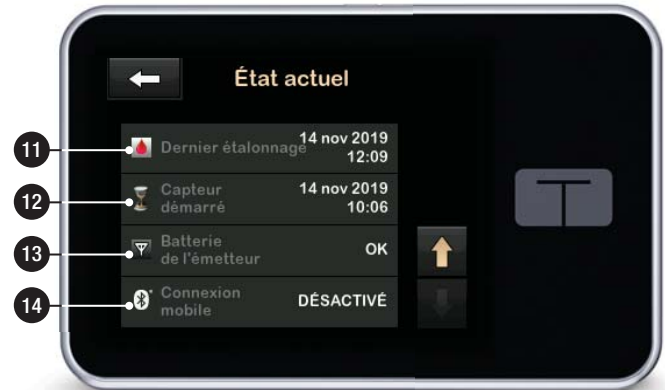 État actuel
11
Dernier étalonnage
14 nov 2019
12:09
12
Capteur
démarré
14 nov 2019
10:06
13
Batterie
de l'émetteur
OK
14
Connexion
mobile
DÉSACTIVÉ